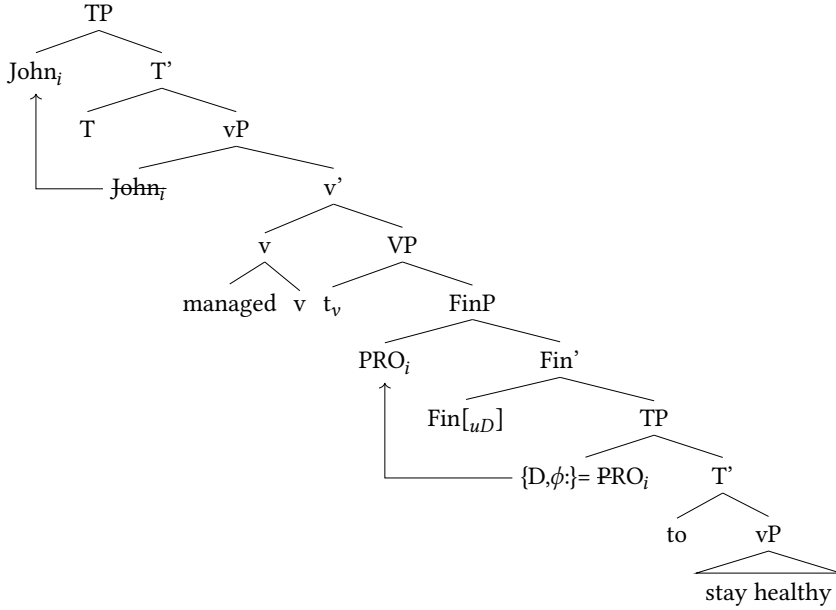 TP
John_i T'
T vP
John_i v'
v VP
managed v t_v FinP
PRO_i Fin'
Fin[_uD] TP
{D,ϕ:}= PRO_i T'
to vP
stay healthy